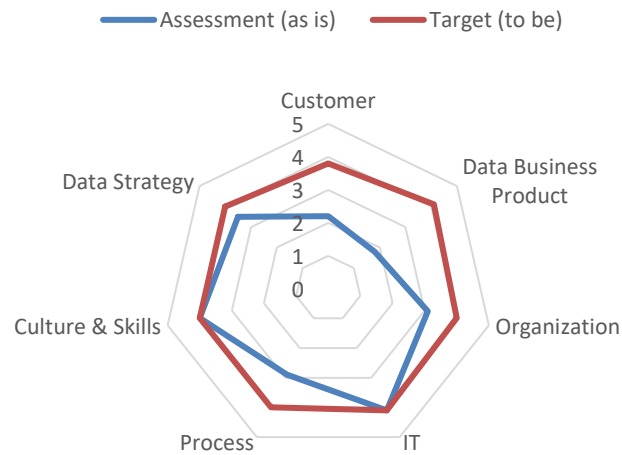 Assessment (as is)
Target (to be)
Customer
5
4
3
2
1
0
Data Business
Product
Organization
IT
Process
Culture & Skills
Data Strategy